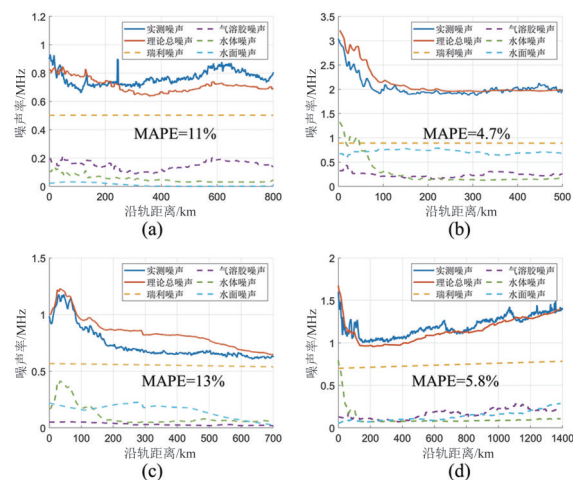 实测噪声 气溶胶噪声
理论总噪声 水体噪声
瑞利噪声 水面噪声
噪声率/MHz
1.2
1
0.8
0.6
0.4
0.2
0
MAPE=11%
0 200 400 600 800
沿轨距离/km
(a)
实测噪声 气溶胶噪声
理论总噪声 水体噪声
瑞利噪声 水面噪声
噪声率/MHz
3.5
3
2.5
2
1.5
1
0.5
0
MAPE=4.7%
0 100 200 300 400 500
沿轨距离/km
(b)
实测噪声 气溶胶噪声
理论总噪声 水体噪声
瑞利噪声 水面噪声
噪声率/MHz
1.5
1
0.5
0
MAPE=13%
0 100 200 300 400 500 600 700
沿轨距离/km
(c)
实测噪声 气溶胶噪声
理论总噪声 水体噪声
瑞利噪声 水面噪声
噪声率/MHz
2
1.5
1
0.5
0
MAPE=5.8%
0 200 400 600 800 1000 1200 1400
沿轨距离/km
(d)